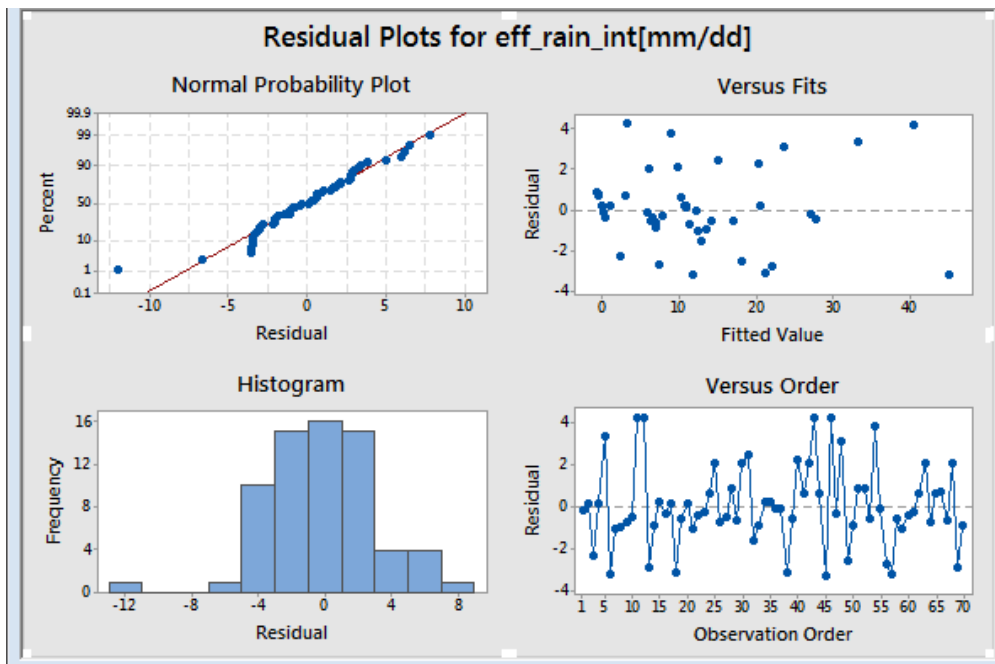 Residual Plots for eff_rain_int[mm/dd]
Normal Probability Plot
99.9
99
90
50
10
1
0.1
Percent
-10 -5 0 5 10
Residual
Versus Fits
4
2
0
-2
-4
Residual
0 10 20 30 40
Fitted Value
Histogram
16
12
8
4
0
Frequency
-12 -8 -4 0 4 8
Residual
Versus Order
4
2
0
-2
-4
Residual
1 5 10 15 20 25 30 35 40 45 50 55 60 65 70
Observation Order